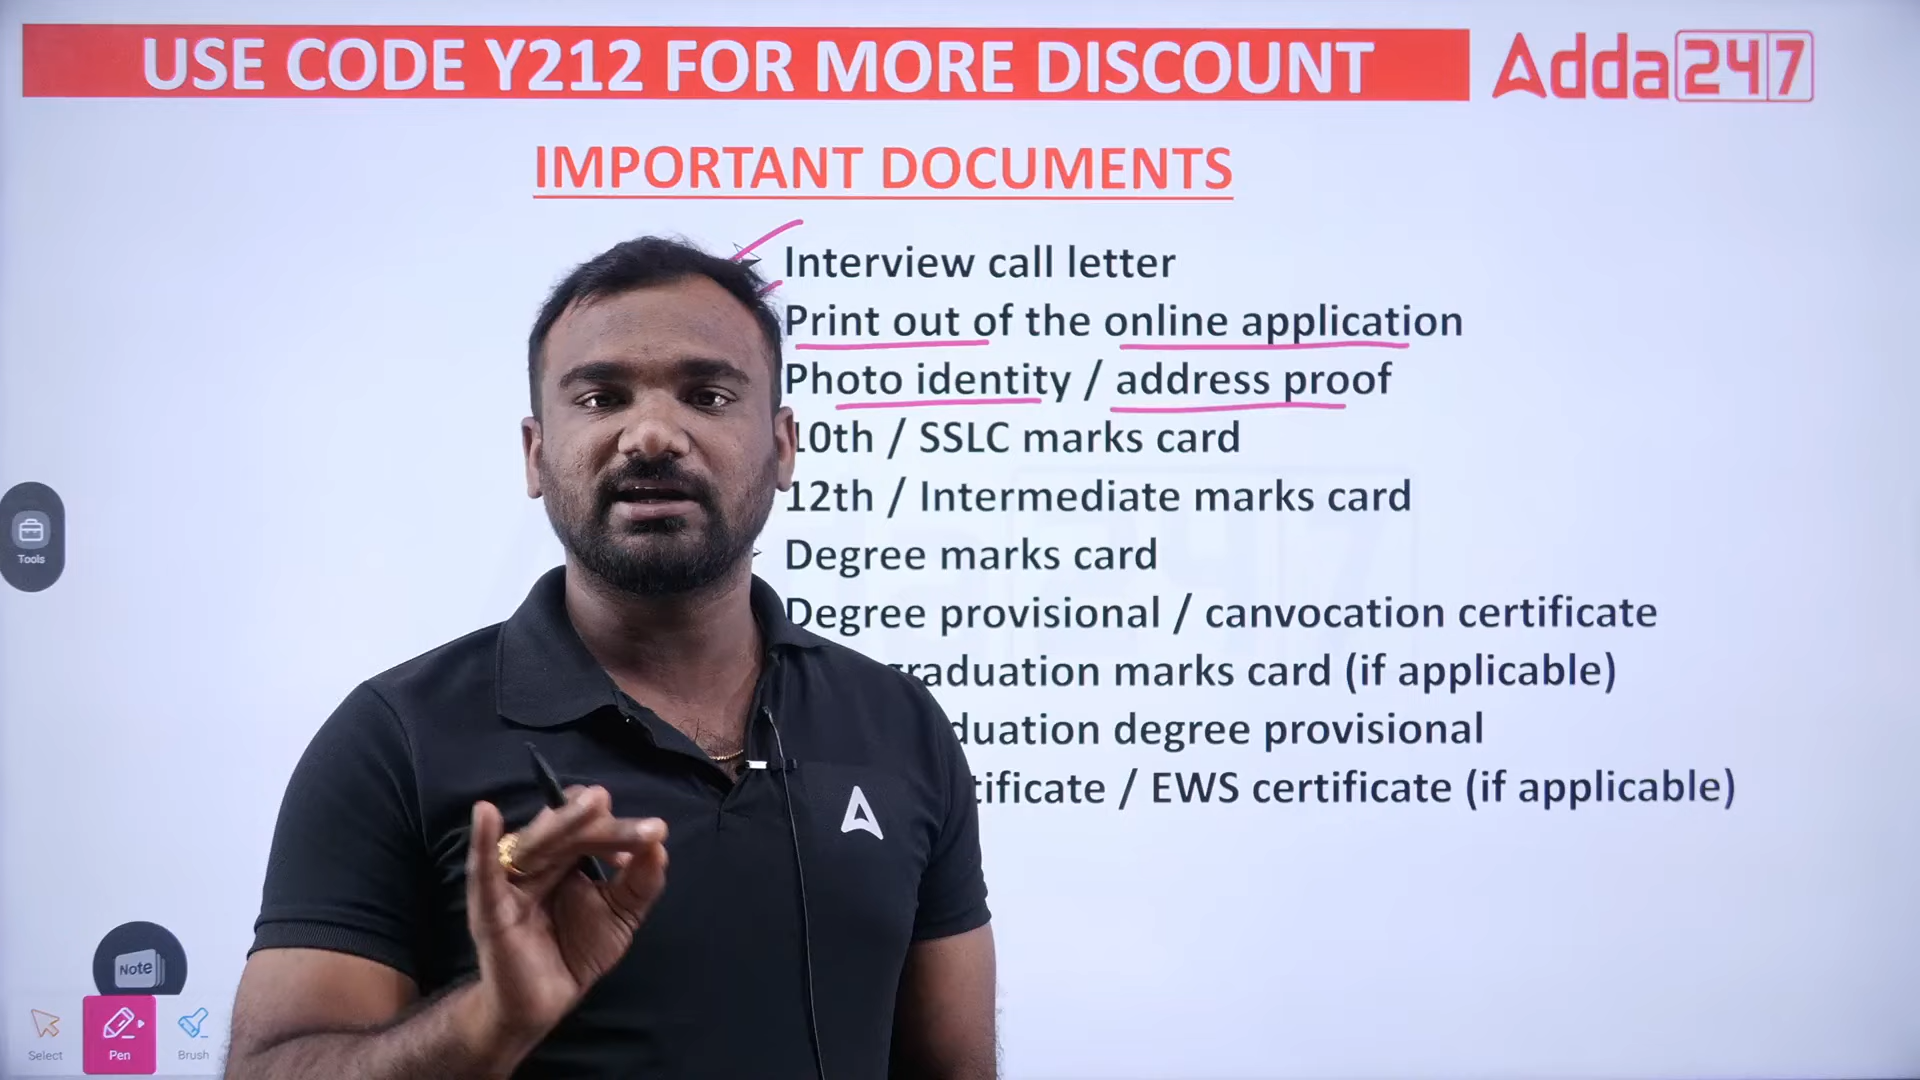 USE CODE Y212 FOR MORE DISCOUNT
Adda247
IMPORTANT DOCUMENTS
Interview call letter
Print out of the online application
Photo identity / address proof
10th / SSLC marks card
12th / Intermediate marks card
Degree marks card
Degree provisional / canvocation certificate
graduation marks card (if applicable)
degree provisional
/ EWS certificate (if applicable)
Tools
Note
Select
Pen
Brush